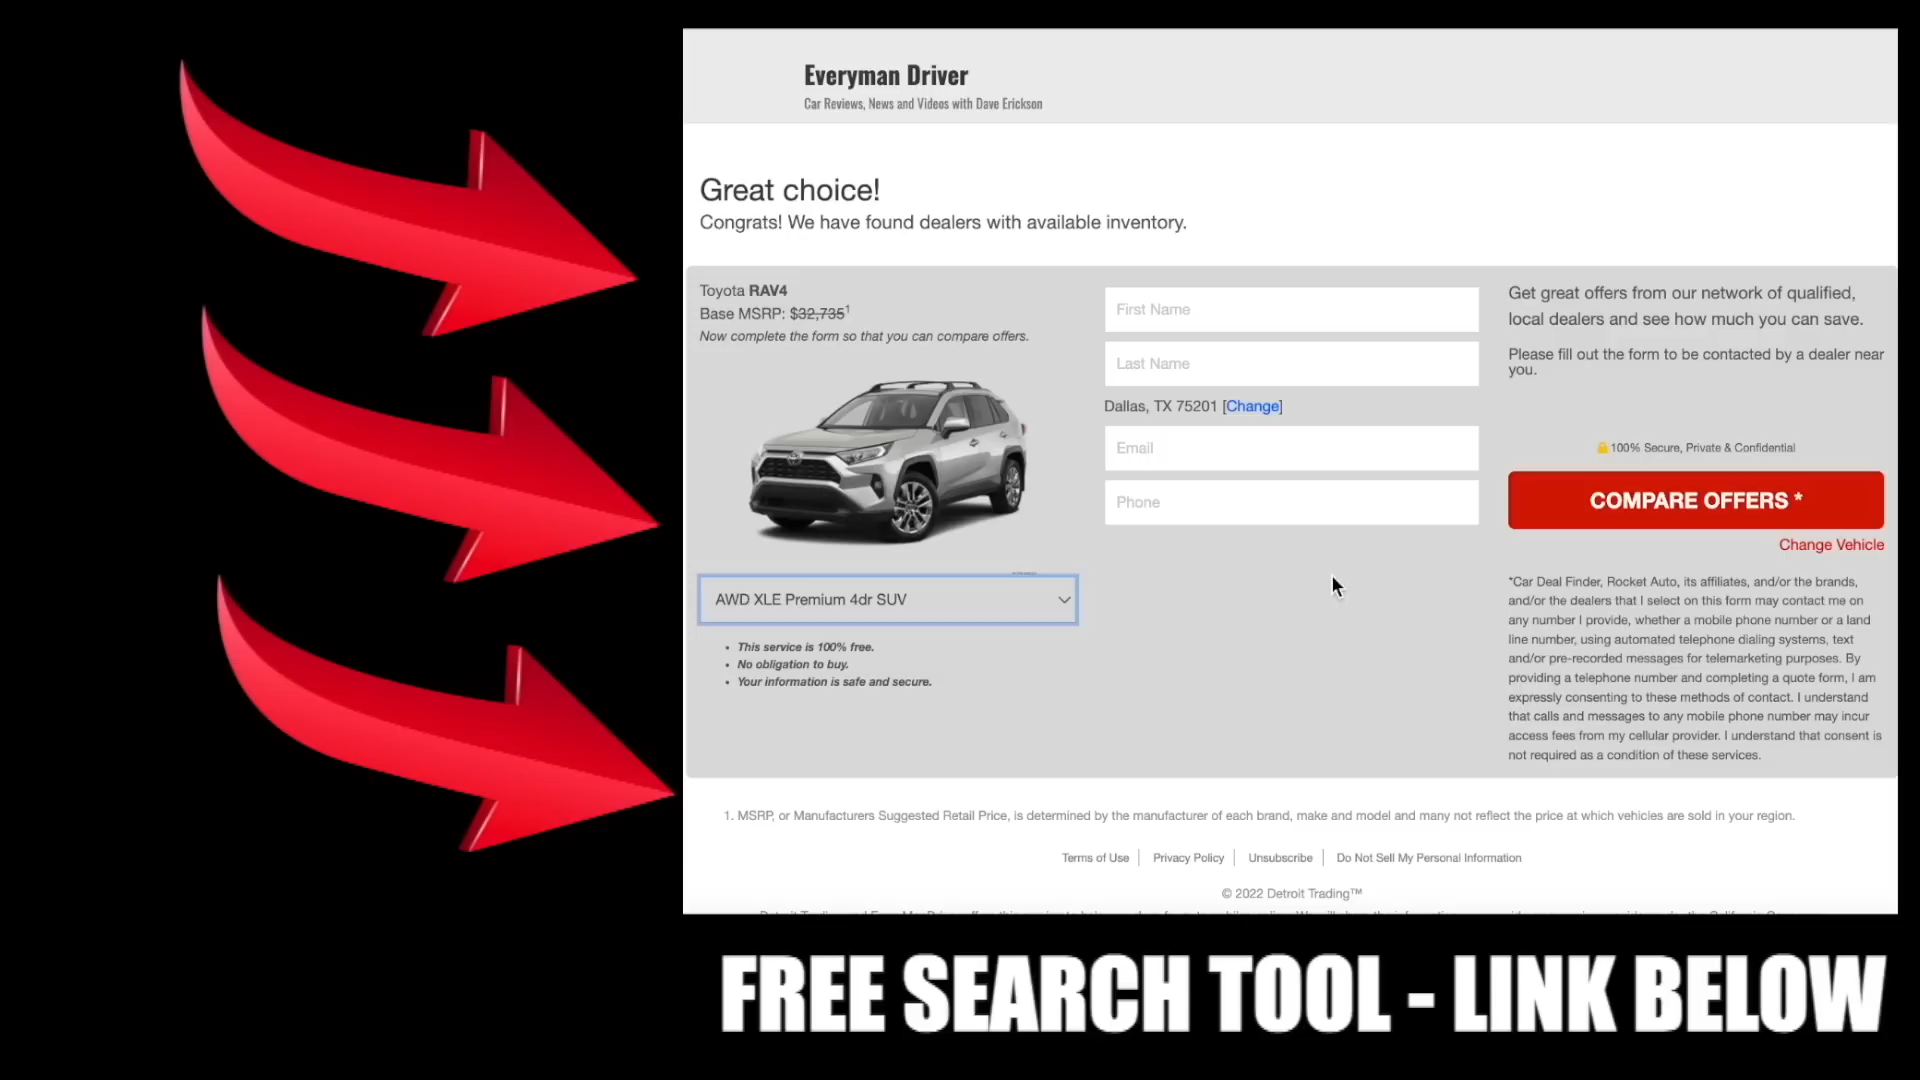 Everyman Driver
Car Reviews, News and Videos with Dave Erickson
Great choice!
Congrats! We have found dealers with available inventory.
Toyota RAV4
Base MSRP: $32,735¹
Now complete the form so that you can compare offers.
AWD XLE Premium 4dr SUV
• This service is 100% free.
• No obligation to buy.
• Your information is safe and secure.
First Name
Last Name
Dallas, TX 75201 [Change]
Email
Phone
Get great offers from our network of qualified,
local dealers and see how much you can save.
Please fill out the form to be contacted by a dealer near
you.
100% Secure, Private & Confidential
COMPARE OFFERS *
Change Vehicle
*Car Deal Finder, Rocket Auto, its affiliates, and/or the brands,
and/or the dealers that I select on this form may contact me on
any number I provide, whether a mobile phone number or a land
line number, using automated telephone dialing systems, text
and/or pre-recorded messages for telemarketing purposes. By
providing a telephone number and completing a quote form, I am
expressly consenting to these methods of contact. I understand
that calls and messages to any mobile phone number may incur
access fees from my cellular provider. I understand that consent is
not required as a condition of these services.
1. MSRP, or Manufacturers Suggested Retail Price, is determined by the manufacturer of each brand, make and model and many not reflect the price at which vehicles are sold in your region.
Terms of Use | Privacy Policy | Unsubscribe | Do Not Sell My Personal Information
© 2022 Detroit Trading™
FREE SEARCH TOOL - LINK BELOW